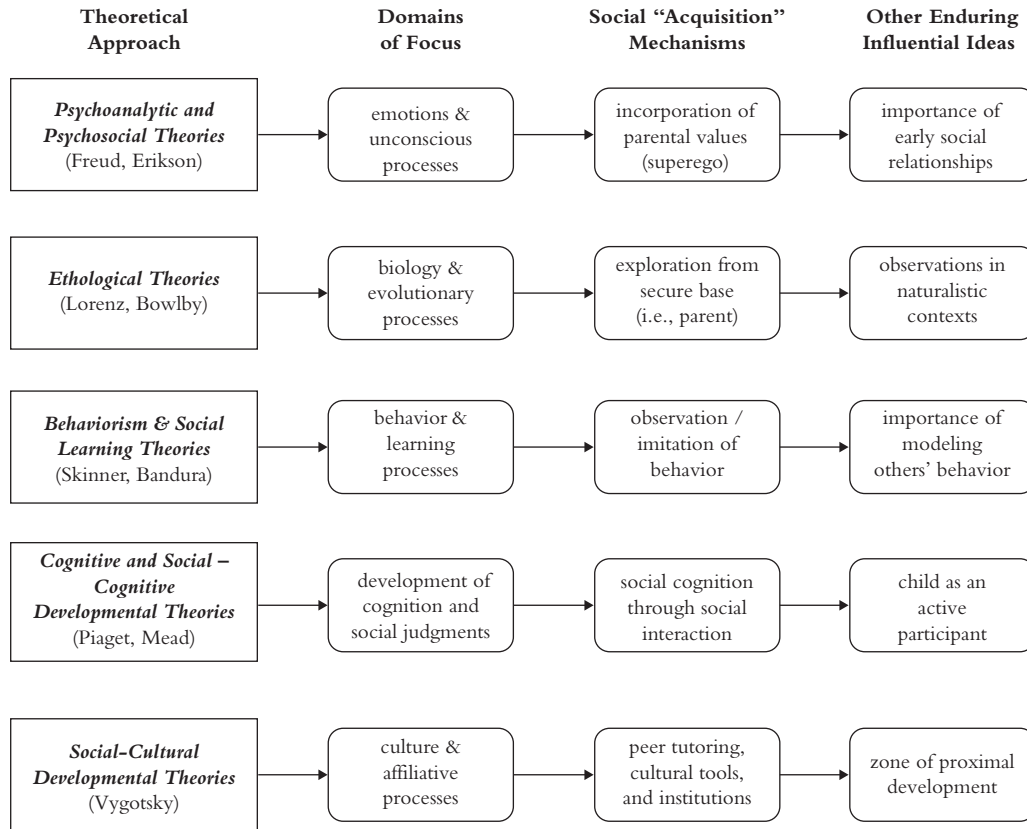 Theoretical
Approach
Domains
of Focus
Social “Acquisition”
Mechanisms
Other Enduring
Influential Ideas
Psychoanalytic and
Psychosocial Theories
(Freud, Erikson)
emotions &
unconscious
processes
incorporation of
parental values
(superego)
importance of
early social
relationships
Ethological Theories
(Lorenz, Bowlby)
biology &
evolutionary
processes
exploration from
secure base
(i.e., parent)
observations in
naturalistic
contexts
Behaviorism & Social
Learning Theories
(Skinner, Bandura)
behavior &
learning
processes
observation /
imitation of
behavior
importance of
modeling
others’ behavior
Cognitive and Social –
Cognitive
Developmental Theories
(Piaget, Mead)
development of
cognition and
social judgments
social cognition
through social
interaction
child as an
active
participant
Social-Cultural
Developmental Theories
(Vygotsky)
culture &
affiliative
processes
peer tutoring,
cultural tools,
and institutions
zone of proximal
development